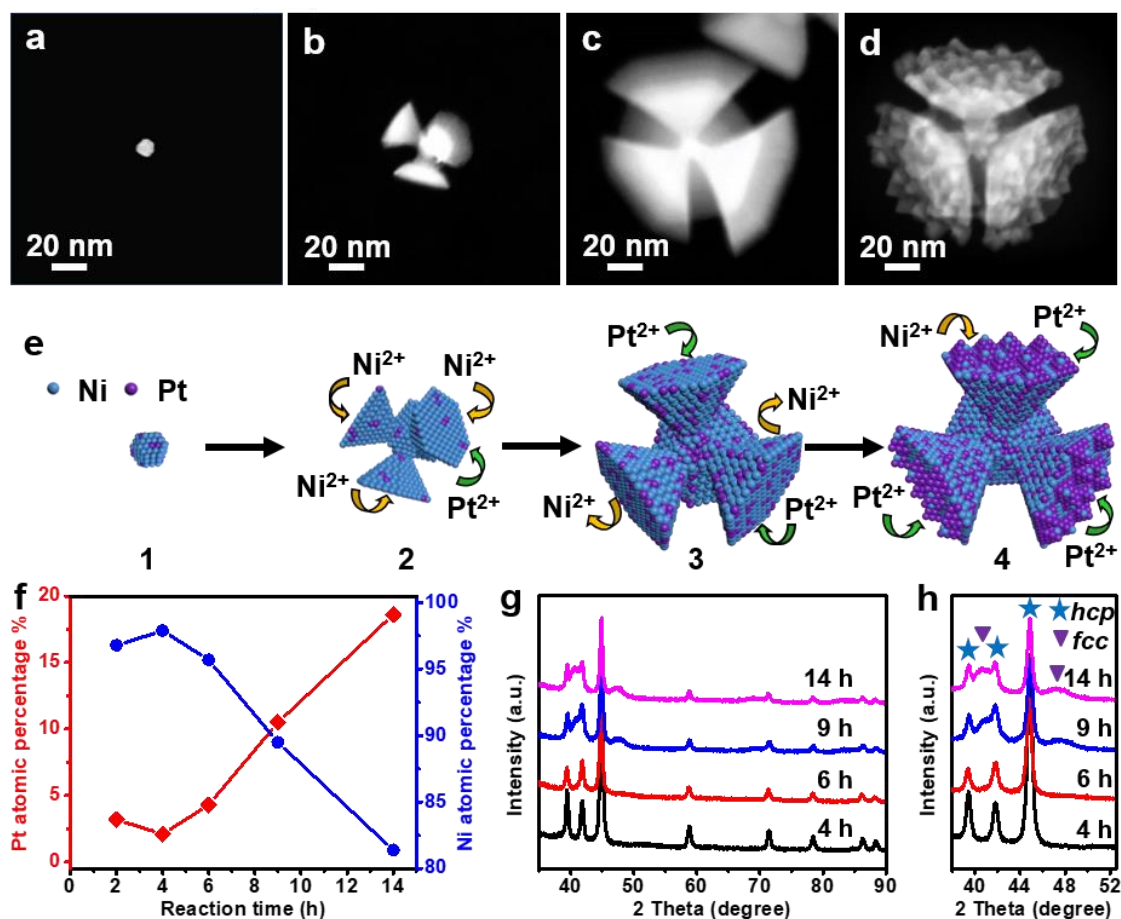 a
20 nm
b
20 nm
c
20 nm
d
20 nm
e
Ni
Pt
Ni2+
Ni2+
Ni2+
Pt2+
Pt2+
Ni2+
Ni2+
Pt2+
Ni2+
Pt2+
Pt2+
Pt2+
1
2
3
4
f
Pt atomic percentage %
20
15
10
5
0
0 2 4 6 8 10 12 14
Reaction time (h)
100
95
90
85
80
Ni atomic percentage %
g
Intensity (a.u.)
14 h
9 h
6 h
4 h
40 50 60 70 80 90
2 Theta (degree)
h
hcp
fcc
Intensity (a.u.)
14 h
9 h
6 h
4 h
40 44 48 52
2 Theta (degree)